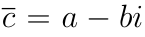 c̅ = a − bi